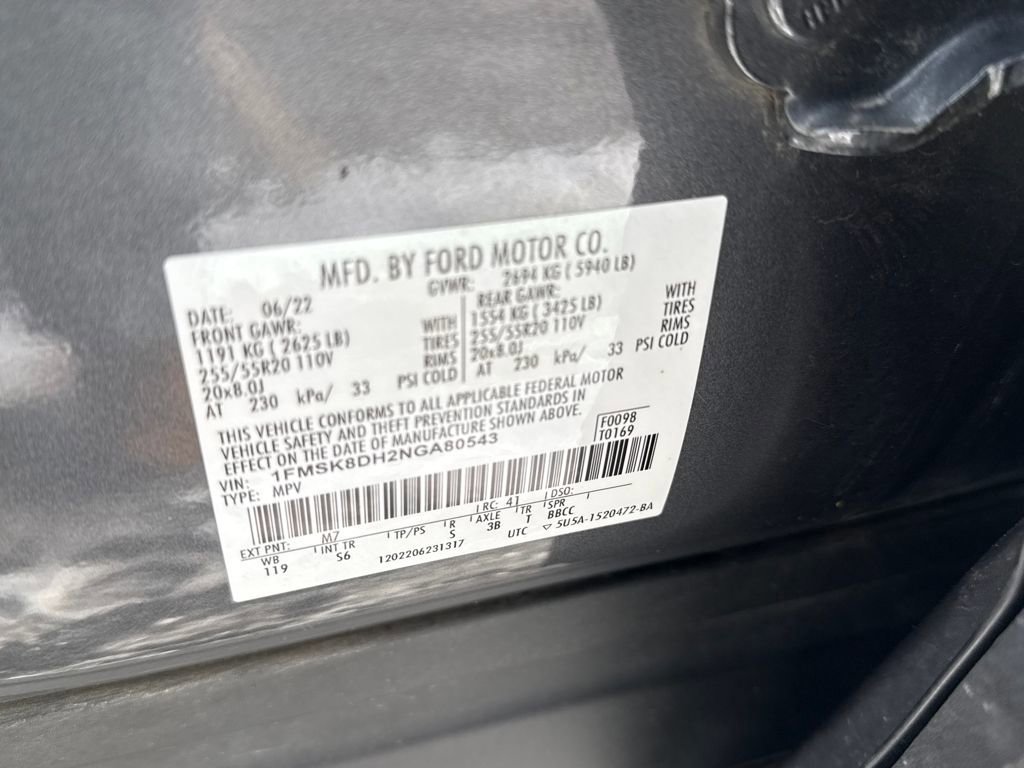 MFD. BY FORD MOTOR CO.
DATE: 06/22
GVWR: 2694 KG ( 5940 LB)
FRONT GAWR:
1191 KG ( 2625 LB) WITH
255/55R20 110V TIRES
20x8.0J RIMS
AT 230 kPa/ 33 PSI COLD
REAR GAWR:
1554 KG ( 3425 LB) WITH
255/55R20 110V TIRES
20x8.0J RIMS
AT 230 kPa/ 33 PSI COLD
THIS VEHICLE CONFORMS TO ALL APPLICABLE FEDERAL MOTOR
VEHICLE SAFETY AND THEFT PREVENTION STANDARDS IN
EFFECT ON THE DATE OF MANUFACTURE SHOWN ABOVE.
VIN: 1FMSK8DH2NGA80543
TYPE: MPV
F0098
T0169
EXT PNT: M7 RC: 41 DSO:
WB INT TR TP/PS R AXLE TR SPR
119 S6 S 3B T BBCC
1202206231317 UTC ▽ 5U5A-1520472-BA